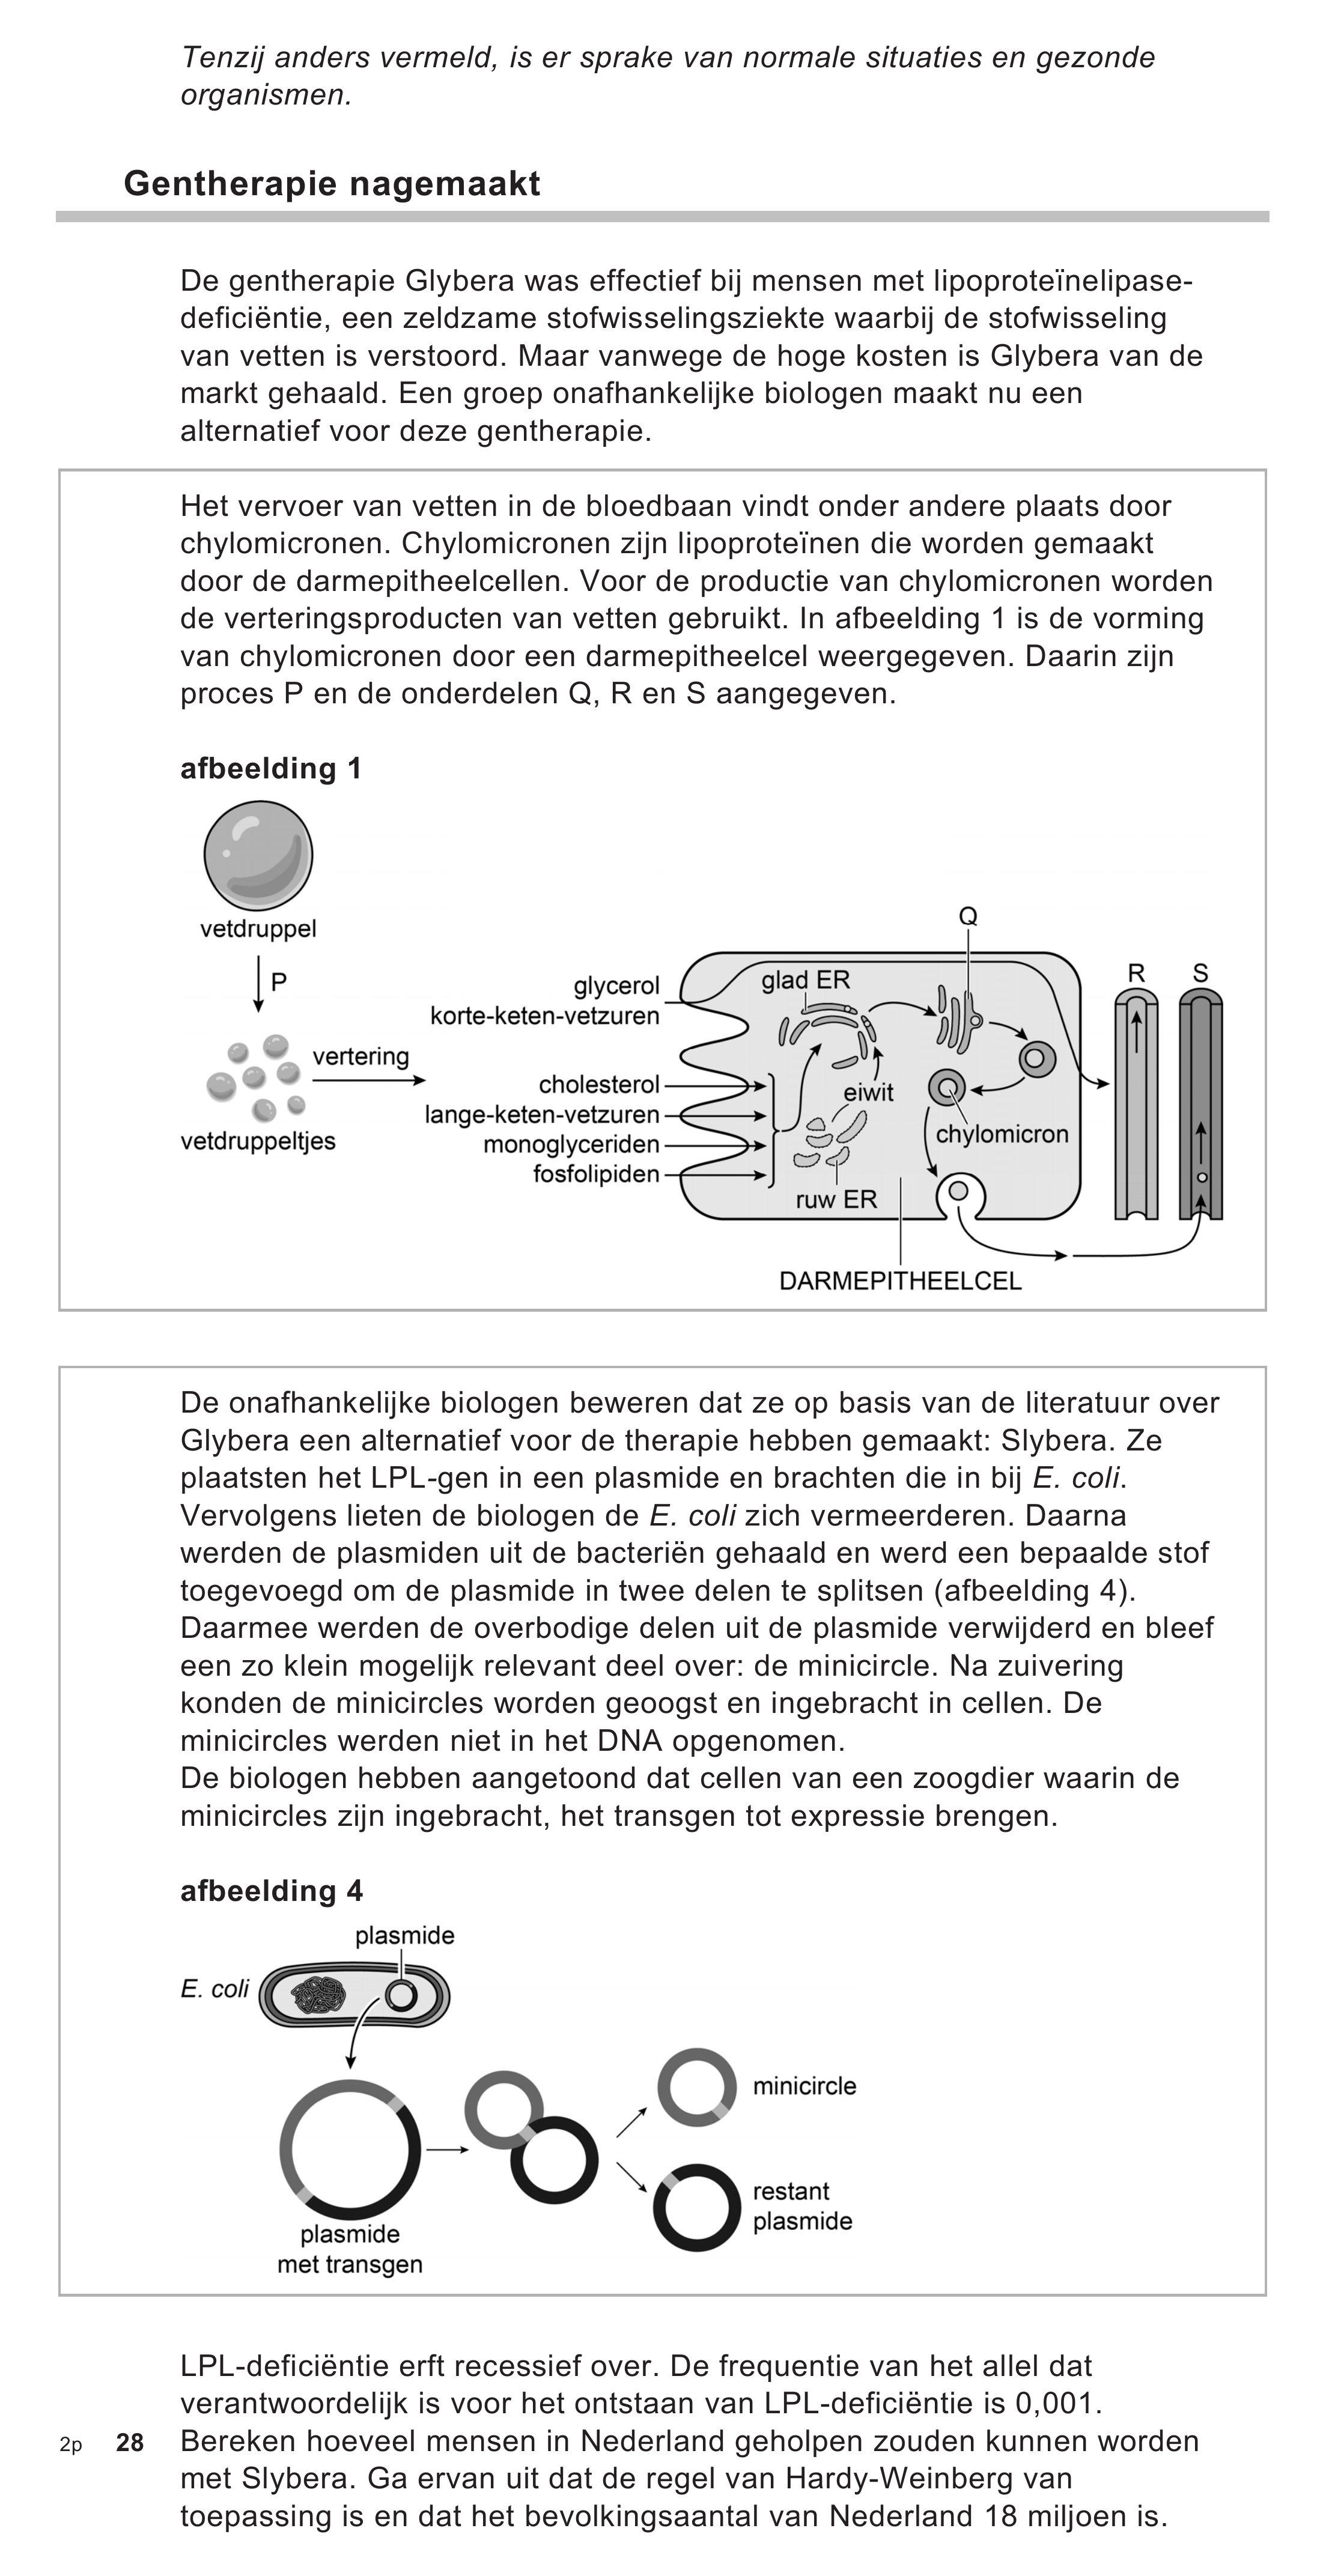 Tenzij anders vermeld, is er sprake van normale situaties en gezonde
organismen.
Gentherapie nagemaakt
De gentherapie Glybera was effectief bij mensen met lipoproteïnelipase-
deficiëntie, een zeldzame stofwisselingsziekte waarbij de stofwisseling
van vetten is verstoord. Maar vanwege de hoge kosten is Glybera van de
markt gehaald. Een groep onafhankelijke biologen maakt nu een
alternatief voor deze gentherapie.
Het vervoer van vetten in de bloedbaan vindt onder andere plaats door
chylomicronen. Chylomicronen zijn lipoproteïnen die worden gemaakt
door de darmepitheelcellen. Voor de productie van chylomicronen worden
de verteringsproducten van vetten gebruikt. In afbeelding 1 is de vorming
van chylomicronen door een darmepitheelcel weergegeven. Daarin zijn
proces P en de onderdelen Q, R en S aangegeven.
afbeelding 1
vetdruppel
P
vetdruppeltjes
vertering
glycerol
korte-keten-vetzuren
cholesterol
lange-keten-vetzuren
monoglyceriden
fosfolipiden
glad ER
Q
eiwit
chylomicron
ruw ER
DARMEPITHEELCEL
R
S
De onafhankelijke biologen beweren dat ze op basis van de literatuur over
Glybera een alternatief voor de therapie hebben gemaakt: Slybera. Ze
plaatsten het LPL-gen in een plasmide en brachten die in bij E. coli.
Vervolgens lieten de biologen de E. coli zich vermeerderen. Daarna
werden de plasmiden uit de bacteriën gehaald en werd een bepaalde stof
toegevoegd om de plasmide in twee delen te splitsen (afbeelding 4).
Daarmee werden de overbodige delen uit de plasmide verwijderd en bleef
een zo klein mogelijk relevant deel over: de minicircle. Na zuivering
konden de minicircles worden geoogst en ingebracht in cellen. De
minicircles werden niet in het DNA opgenomen.
De biologen hebben aangetoond dat cellen van een zoogdier waarin de
minicircles zijn ingebracht, het transgen tot expressie brengen.
afbeelding 4
plasmide
E. coli
plasmide
met transgen
minicircle
restant
plasmide
LPL-deficiëntie erft recessief over. De frequentie van het allel dat
verantwoordelijk is voor het ontstaan van LPL-deficiëntie is 0,001.
2p 28 Bereken hoeveel mensen in Nederland geholpen zouden kunnen worden
met Slybera. Ga ervan uit dat de regel van Hardy-Weinberg van
toepassing is en dat het bevolkingsaantal van Nederland 18 miljoen is.